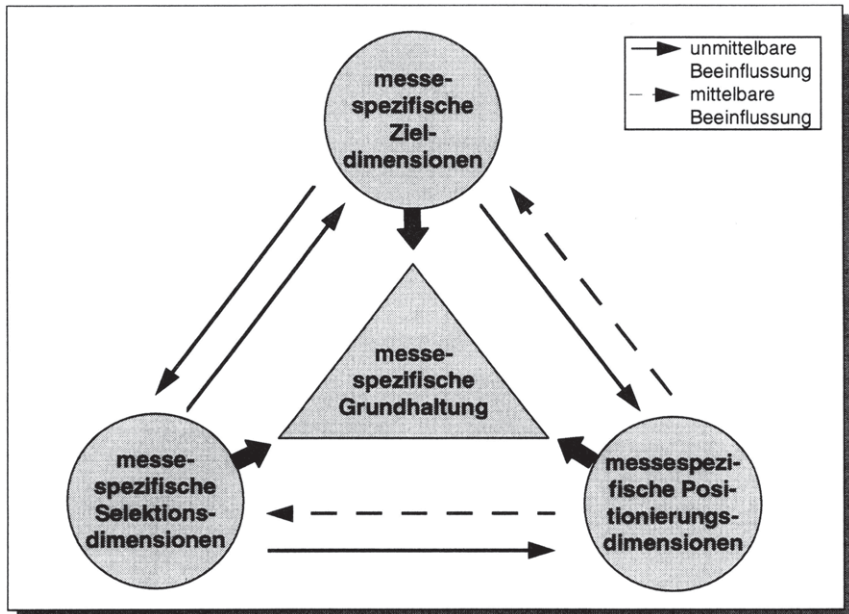 messe-
spezifische
Ziel-
dimensionen
unmittelbare
Beeinflussung
mittelbare
Beeinflussung
messe-
spezifische
Grundhaltung
messe-
spezifische
Selektions-
dimensionen
messespezi-
fische Posi-
tionierungs-
dimensionen